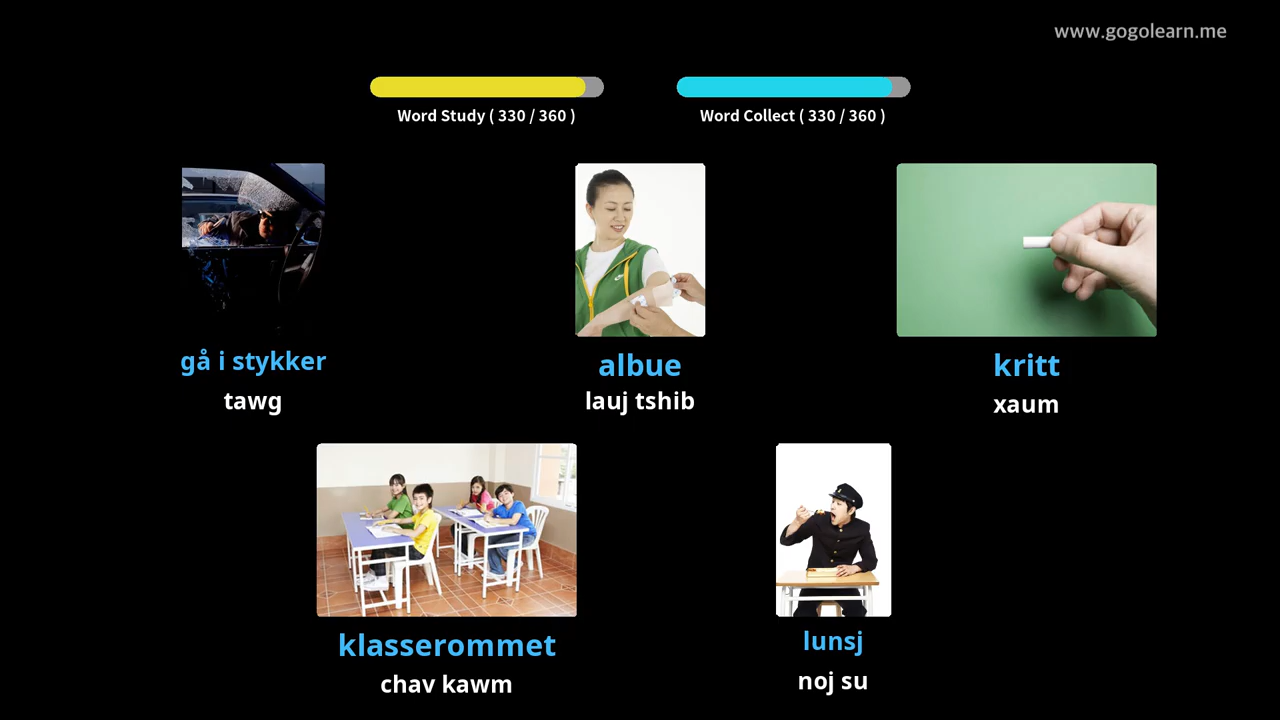 www.gogolearn.me
Word Study ( 330 / 360 )
Word Collect ( 330 / 360 )
gå i stykker
tawg
albue
lauj tshib
kritt
xaum
klasserommet
chav kawm
lunsj
noj su